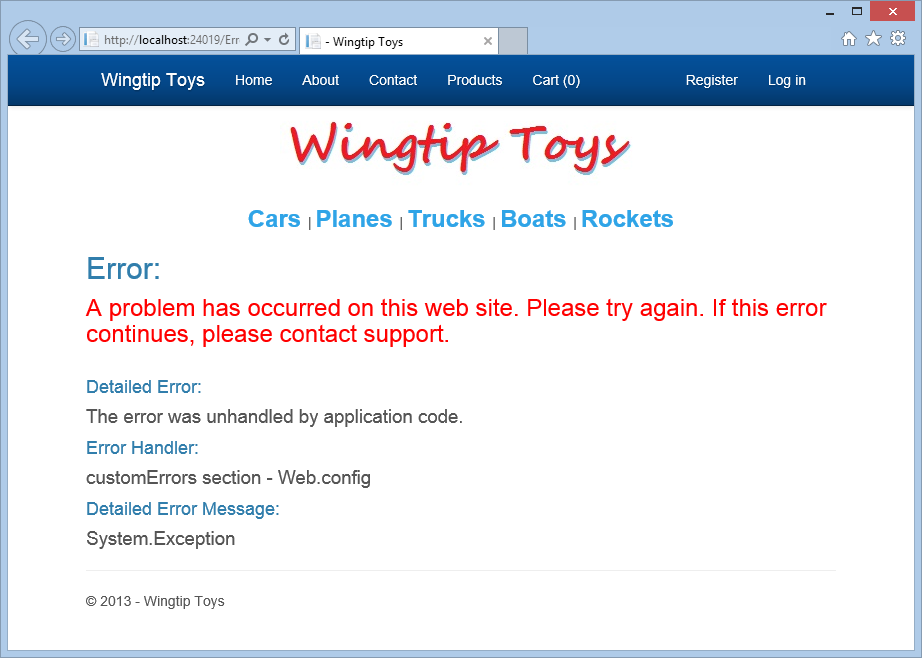 http://localhost:24019/Err
- Wingtip Toys
Wingtip Toys Home About Contact Products Cart (0) Register Log in
Wingtip Toys
Cars | Planes | Trucks | Boats | Rockets
Error:
A problem has occurred on this web site. Please try again. If this error
continues, please contact support.
Detailed Error:
The error was unhandled by application code.
Error Handler:
customErrors section - Web.config
Detailed Error Message:
System.Exception
© 2013 - Wingtip Toys